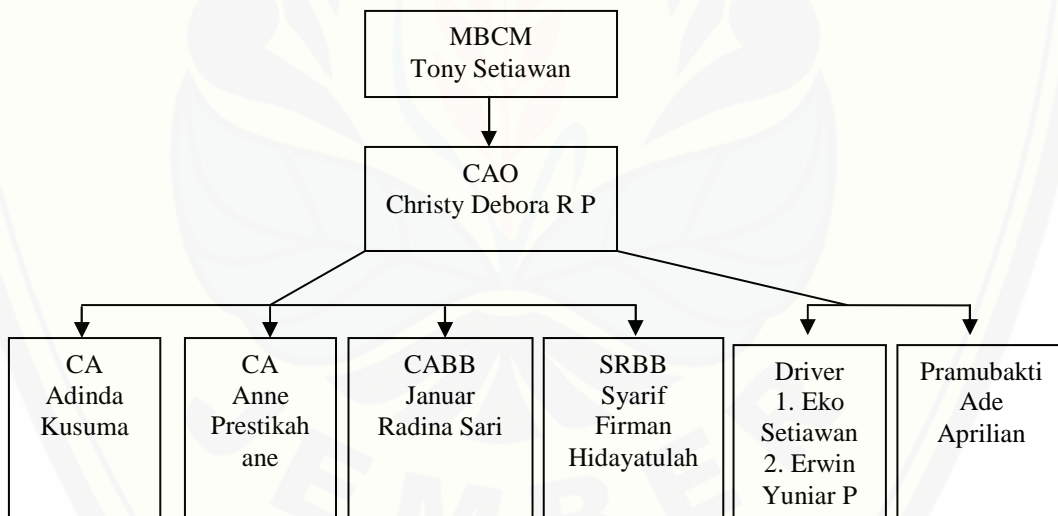 MBCM
Tony Setiawan
CAO
Christy Debora R P
CA
Adinda
Kusuma
CA
Anne
Prestikah
ane
CABB
Januar
Radina Sari
SRBB
Syarif
Firman
Hidayatulah
Driver
1. Eko
Setiawan
2. Erwin
Yuniar P
Pramubakti
Ade
Aprilian
JEMBER